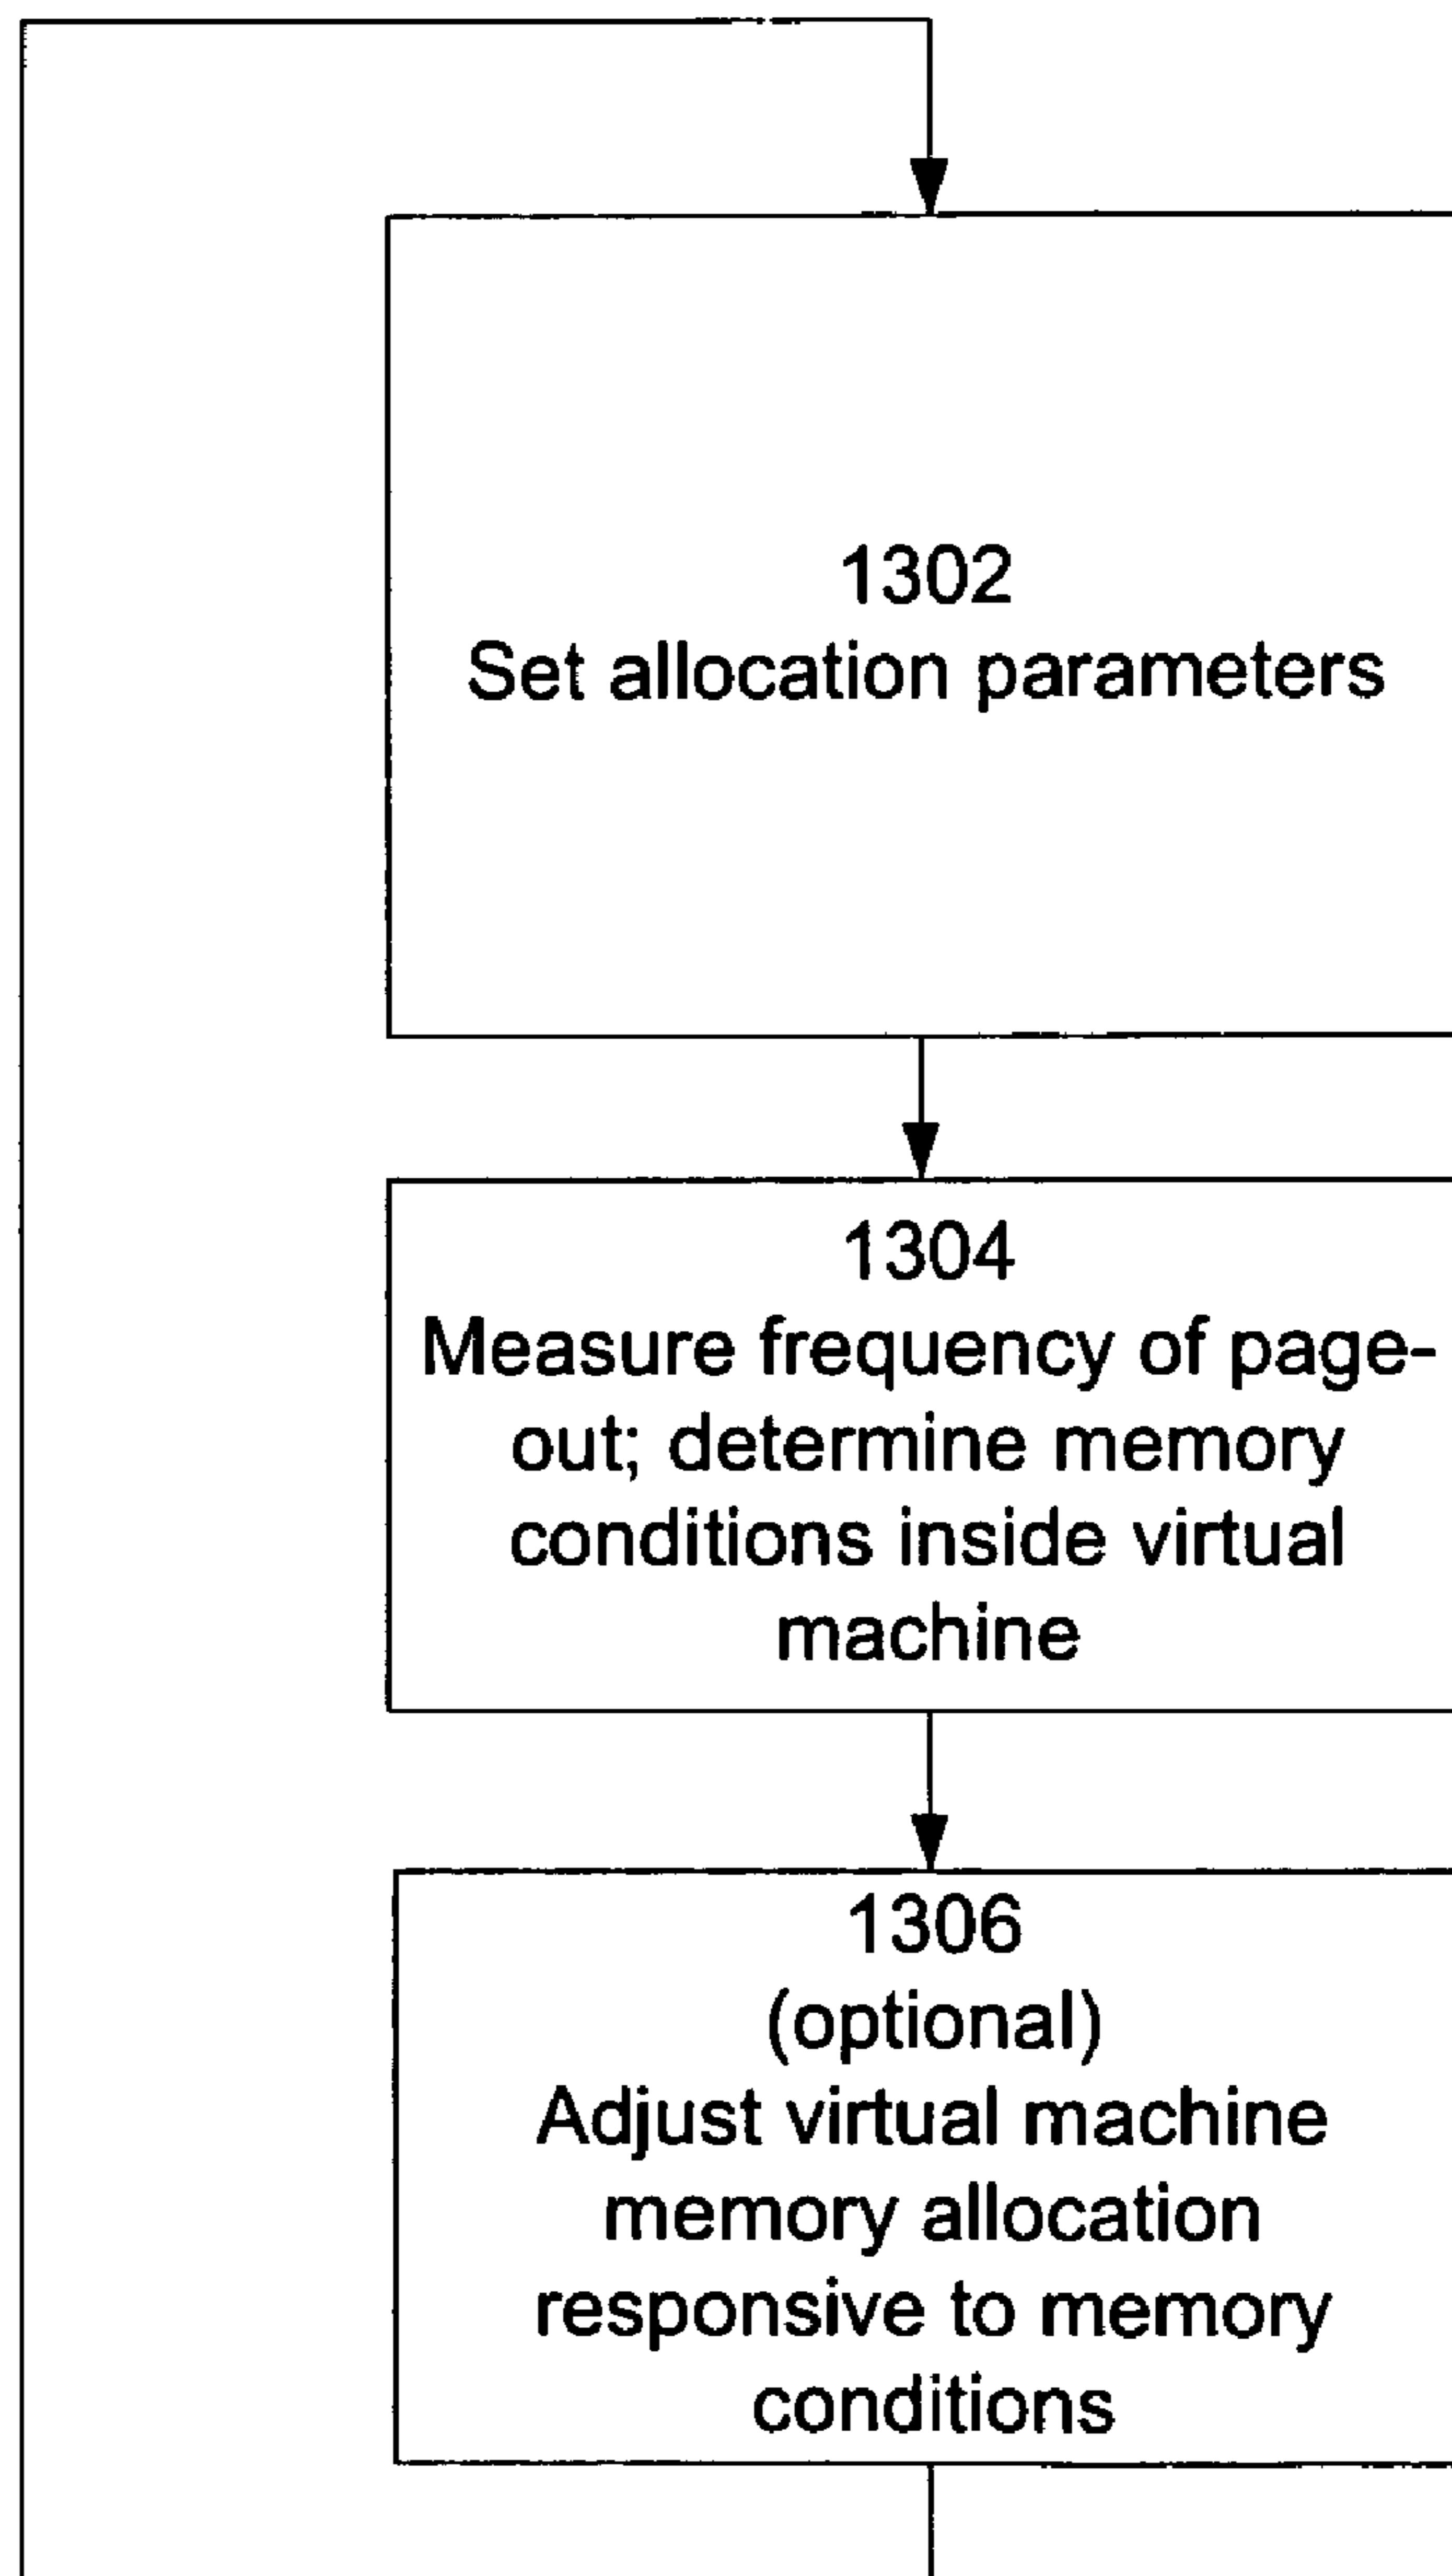 1302
Set allocation parameters
1304
Measure frequency of page-
out; determine memory
conditions inside virtual
machine
1306
(optional)
Adjust virtual machine
memory allocation
responsive to memory
conditions